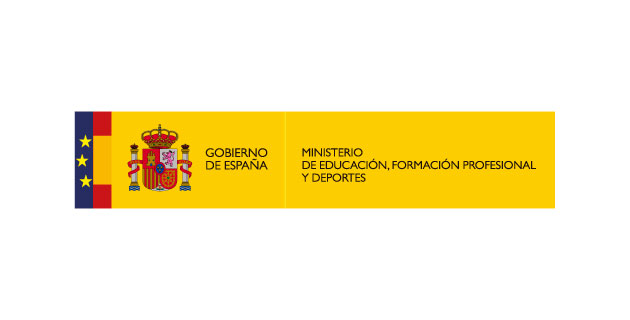 GOBIERNO
DE ESPAÑA
MINISTERIO
DE EDUCACIÓN, FORMACIÓN PROFESIONAL
Y DEPORTES